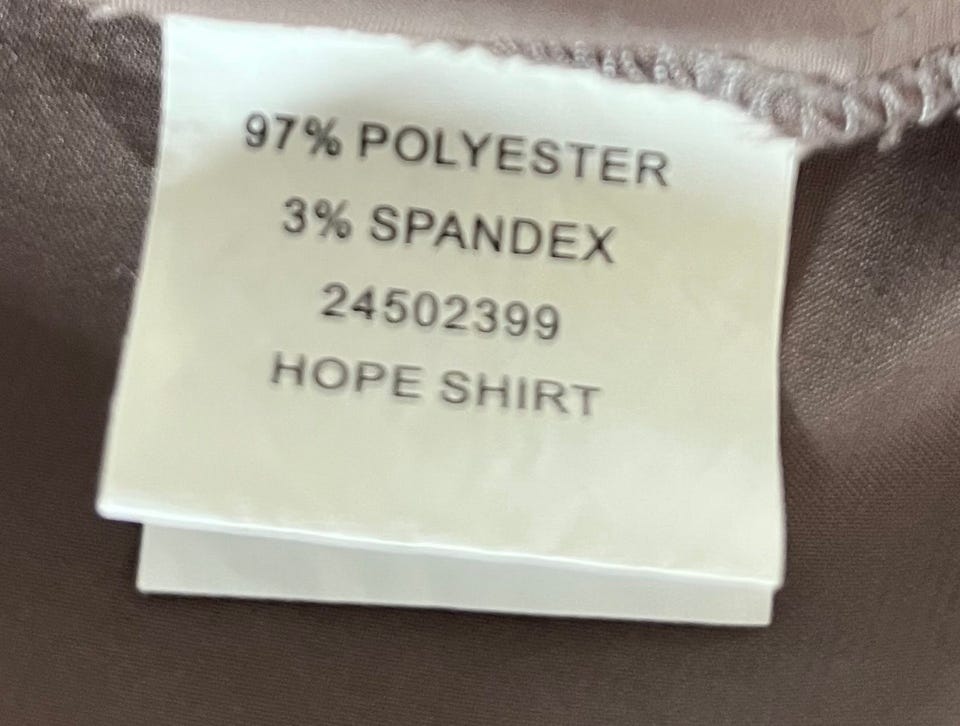 97% POLYESTER
3% SPANDEX
24502399
HOPE SHIRT